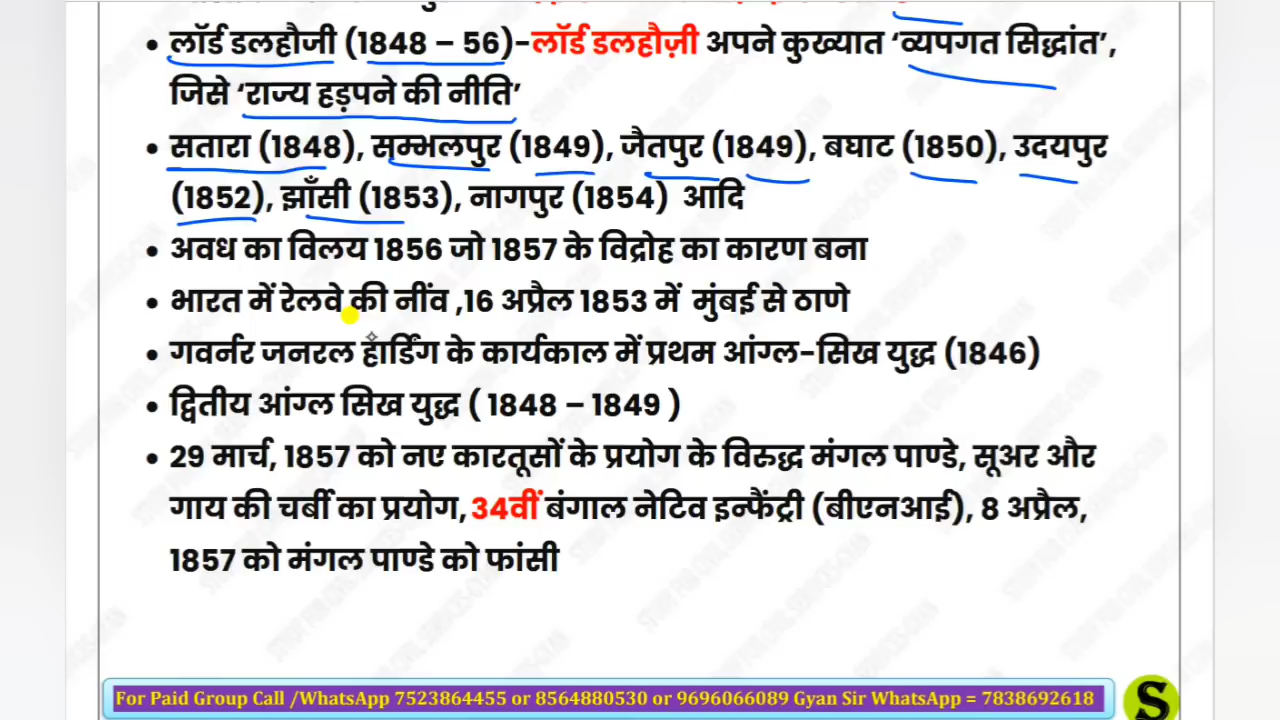 • लॉर्ड डलहौजी (1848 – 56)-लॉर्ड डलहौज़ी अपने कुख्यात ‘व्यपगत सिद्धांत’,
जिसे ‘राज्य हड़पने की नीति’
• सतारा (1848), सम्भलपुर (1849), जैतपुर (1849), बघाट (1850), उदयपुर
(1852), झाँसी (1853), नागपुर (1854) आदि
• अवध का विलय 1856 जो 1857 के विद्रोह का कारण बना
• भारत में रेलवे की नींव ,16 अप्रैल 1853 में मुंबई से ठाणे
• गवर्नर जनरल हार्डिंग के कार्यकाल में प्रथम आंग्ल-सिख युद्ध (1846)
• द्वितीय आंग्ल सिख युद्ध ( 1848 – 1849 )
• 29 मार्च, 1857 को नए कारतूसों के प्रयोग के विरुद्ध मंगल पाण्डे, सूअर और
गाय की चर्बी का प्रयोग, 34वीं बंगाल नेटिव इन्फैंट्री (बीएनआई), 8 अप्रैल,
1857 को मंगल पाण्डे को फांसी
For Paid Group Call /WhatsApp 7523864455 or 8564880530 or 9696066089 Gyan Sir WhatsApp = 7838692618
S